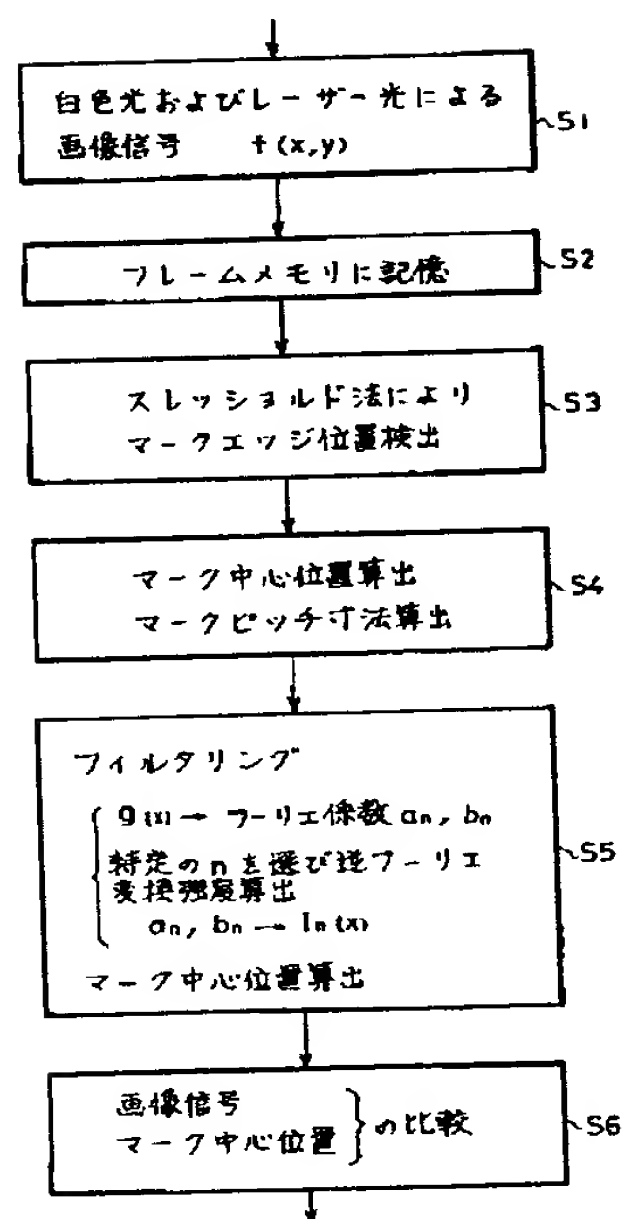 白色光およびレーザー光による
画像信号 f(x,y)
S1
フレームメモリに記憶
S2
スレッショルド法により
マークエッジ位置検出
S3
マーク中心位置算出
マークピッチ寸法算出
S4
フィルタリング
g(x)→フーリエ係数 an, bn
特定のnを選び逆フーリエ
変換強度算出
an, bn→In(x)
マーク中心位置算出
S5
画像信号
マーク中心位置
の比較
S6